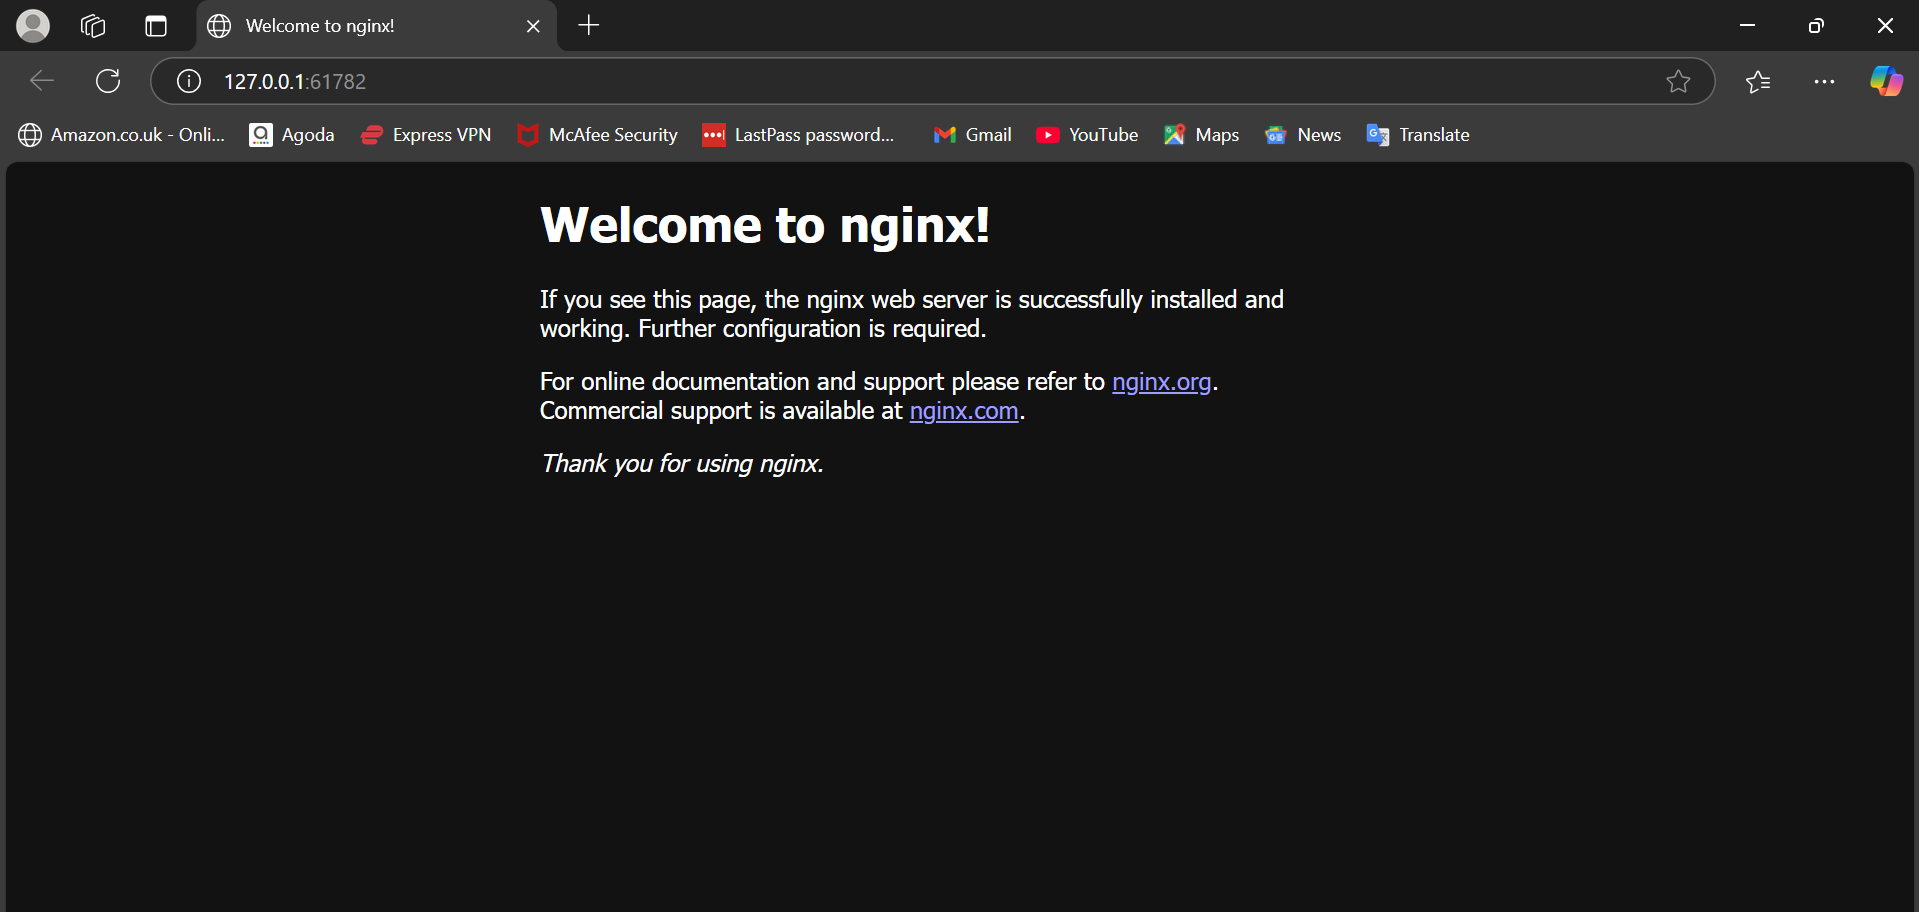 Welcome to nginx!
127.0.0.1:61782
Amazon.co.uk - Onli...
Agoda
Express VPN
McAfee Security
LastPass password...
Gmail
YouTube
Maps
News
Translate
Welcome to nginx!
If you see this page, the nginx web server is successfully installed and
working. Further configuration is required.
For online documentation and support please refer to nginx.org.
Commercial support is available at nginx.com.
Thank you for using nginx.